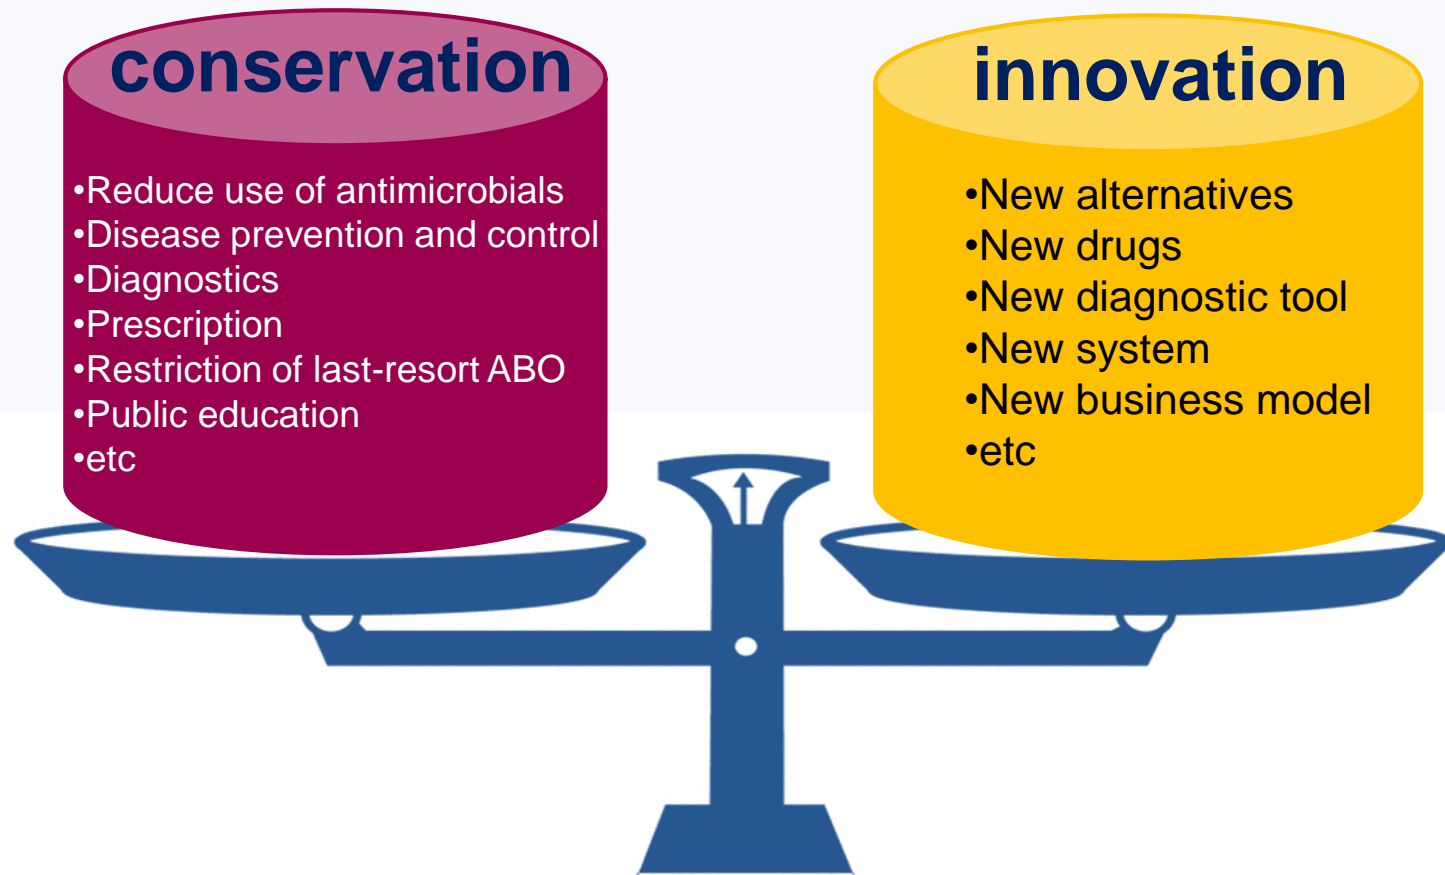 conservation
•Reduce use of antimicrobials
•Disease prevention and control
•Diagnostics
•Prescription
•Restriction of last-resort ABO
•Public education
•etc
innovation
•New alternatives
•New drugs
•New diagnostic tool
•New system
•New business model
•etc